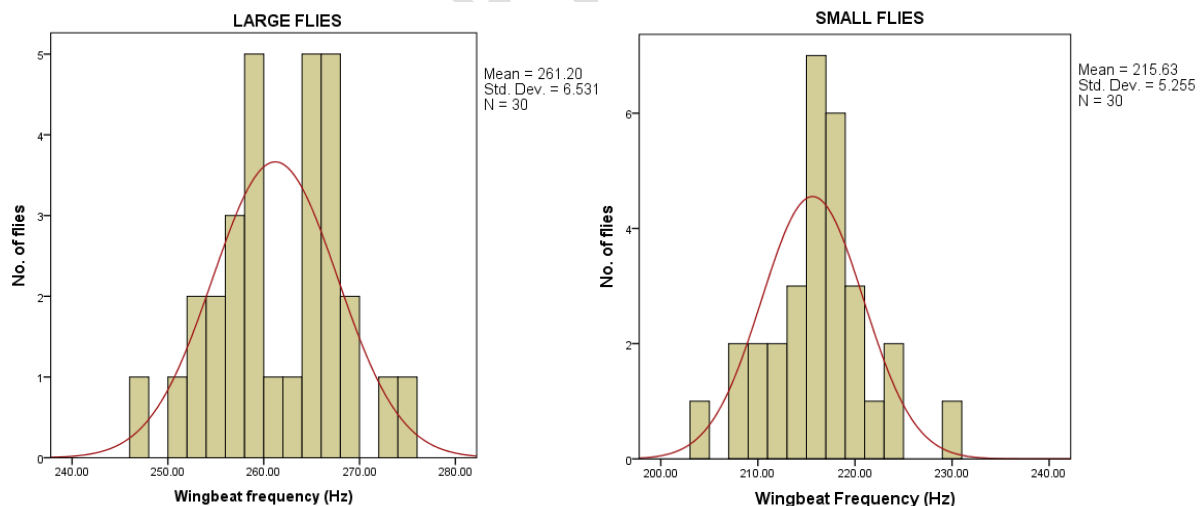 LARGE FLIES
5
4
3
2
1
0
No. of flies
240.00 250.00 260.00 270.00 280.00
Wingbeat frequency (Hz)
Mean = 261.20
Std. Dev. = 6.531
N = 30
SMALL FLIES
6
4
2
0
No. of flies
200.00 210.00 220.00 230.00 240.00
Wingbeat Frequency (Hz)
Mean = 215.63
Std. Dev. = 5.255
N = 30